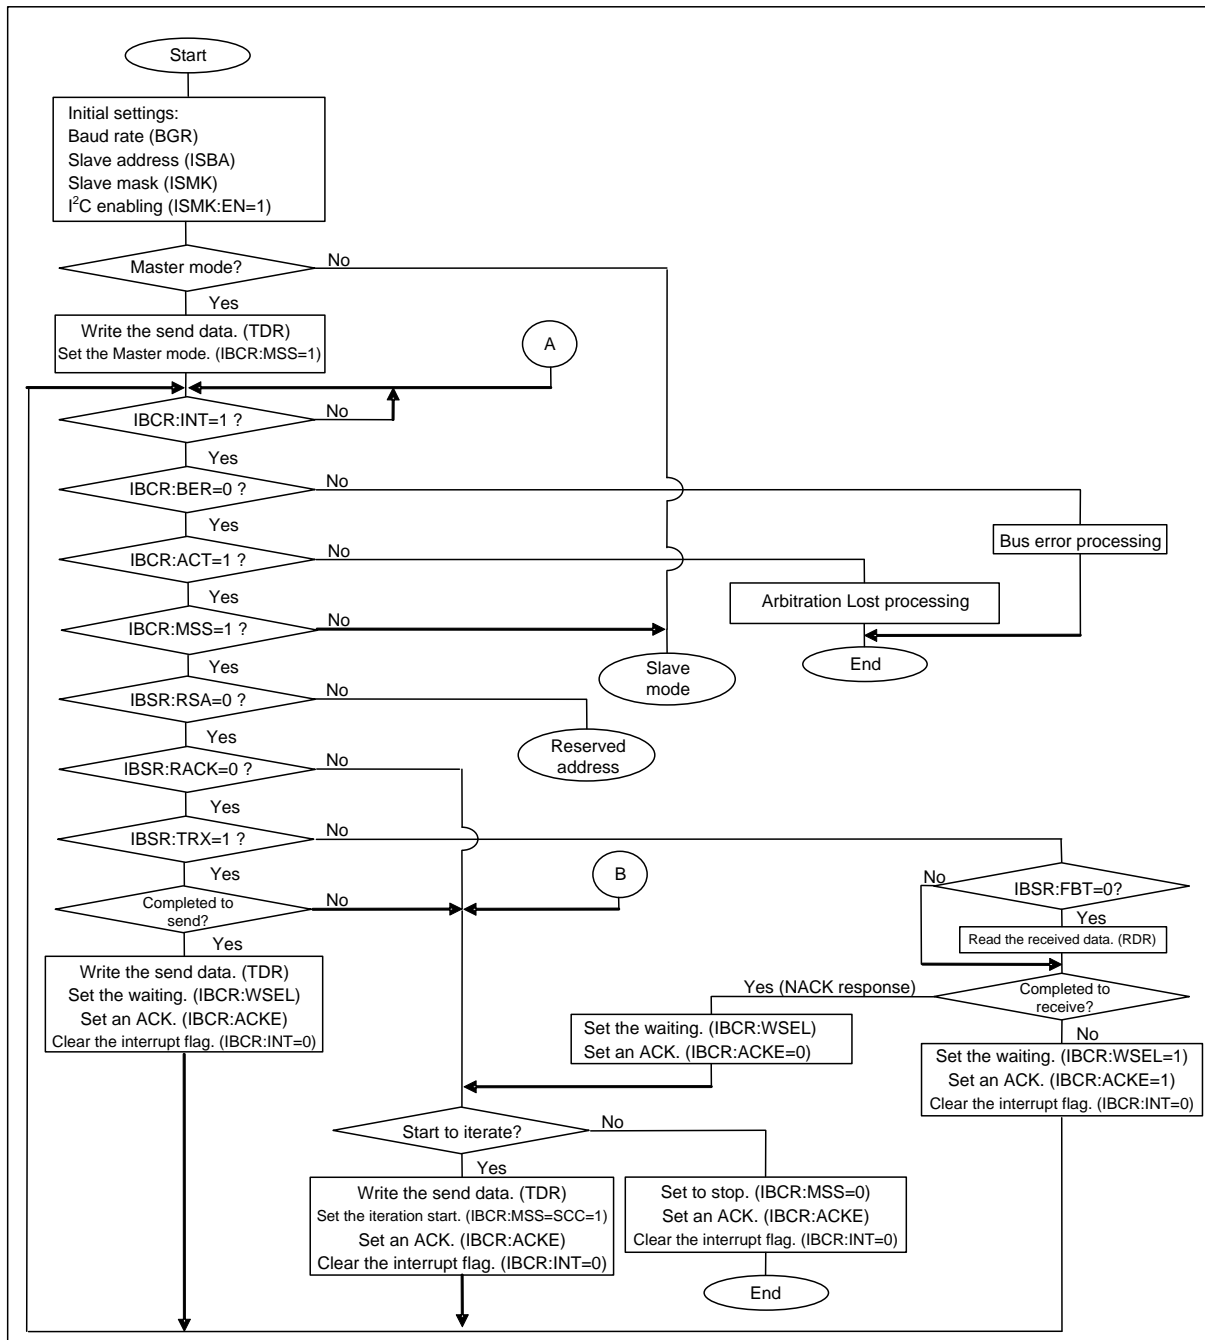 Start
Initial settings:
Baud rate (BGR)
Slave address (ISBA)
Slave mask (ISMK)
I²C enabling (ISMK:EN=1)
Master mode?
No
Yes
Write the send data. (TDR)
Set the Master mode. (IBCR:MSS=1)
A
IBCR:INT=1 ?
No
Yes
IBCR:BER=0 ?
No
Bus error processing
Yes
IBCR:ACT=1 ?
No
Arbitration Lost processing
Yes
IBCR:MSS=1 ?
No
End
Slave
mode
Yes
IBSR:RSA=0 ?
No
Reserved
address
Yes
IBSR:RACK=0 ?
No
Yes
IBSR:TRX=1 ?
No
Yes
B
No
IBSR:FBT=0?
Yes
Read the received data. (RDR)
Completed to
send?
No
Yes
Write the send data. (TDR)
Set the waiting. (IBCR:WSEL)
Set an ACK. (IBCR:ACKE)
Clear the interrupt flag. (IBCR:INT=0)
Yes (NACK response)
Completed to
receive?
Set the waiting. (IBCR:WSEL)
Set an ACK. (IBCR:ACKE=0)
No
Set the waiting. (IBCR:WSEL=1)
Set an ACK. (IBCR:ACKE=1)
Clear the interrupt flag. (IBCR:INT=0)
Start to iterate?
No
Yes
Write the send data. (TDR)
Set the iteration start. (IBCR:MSS=SCC=1)
Set an ACK. (IBCR:ACKE)
Clear the interrupt flag. (IBCR:INT=0)
Set to stop. (IBCR:MSS=0)
Set an ACK. (IBCR:ACKE)
Clear the interrupt flag. (IBCR:INT=0)
End